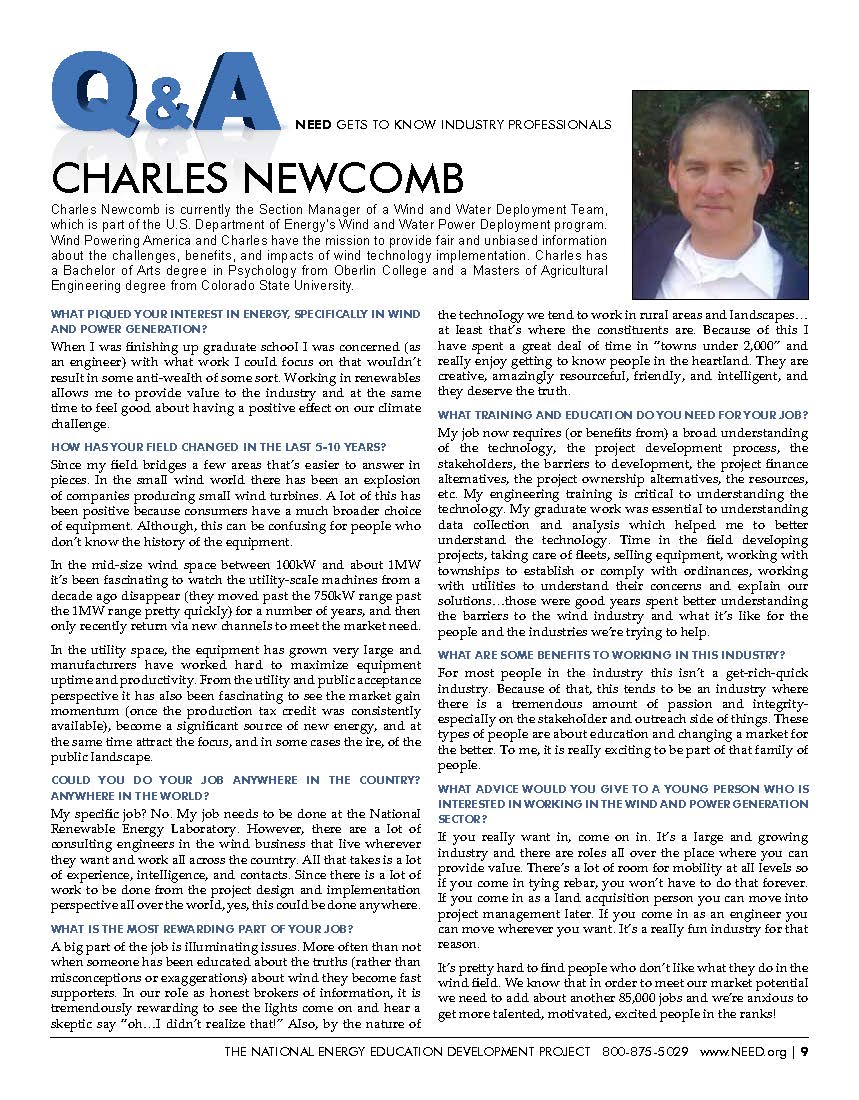 Q&A
NEED GETS TO KNOW INDUSTRY PROFESSIONALS
CHARLES NEWCOMB
Charles Newcomb is currently the Section Manager of a Wind and Water Deployment Team,
which is part of the U.S. Department of Energy's Wind and Water Power Deployment program.
Wind Powering America and Charles have the mission to provide fair and unbiased information
about the challenges, benefits, and impacts of wind technology implementation. Charles has
a Bachelor of Arts degree in Psychology from Oberlin College and a Masters of Agricultural
Engineering degree from Colorado State University.
WHAT PIQUED YOUR INTEREST IN ENERGY, SPECIFICALLY IN WIND
AND POWER GENERATION?
When I was finishing up graduate school I was concerned (as
an engineer) with what work I could focus on that wouldn't
result in some anti-wealth of some sort. Working in renewables
allows me to provide value to the industry and at the same
time to feel good about having a positive effect on our climate
challenge.
HOW HAS YOUR FIELD CHANGED IN THE LAST 5-10 YEARS?
Since my field bridges a few areas that's easier to answer in
pieces. In the small wind world there has been an explosion
of companies producing small wind turbines. A lot of this has
been positive because consumers have a much broader choice
of equipment. Although, this can be confusing for people who
don't know the history of the equipment.
In the mid-size wind space between 100kW and about 1MW
it's been fascinating to watch the utility-scale machines from a
decade ago disappear (they moved past the 750kW range past
the 1MW range pretty quickly) for a number of years, and then
only recently return via new channels to meet the market need.
In the utility space, the equipment has grown very large and
manufacturers have worked hard to maximize equipment
uptime and productivity. From the utility and public acceptance
perspective it has also been fascinating to see the market gain
momentum (once the production tax credit was consistently
available), become a significant source of new energy, and at
the same time attract the focus, and in some cases the ire, of the
public landscape.
COULD YOU DO YOUR JOB ANYWHERE IN THE COUNTRY?
ANYWHERE IN THE WORLD?
My specific job? No. My job needs to be done at the National
Renewable Energy Laboratory. However, there are a lot of
consulting engineers in the wind business that live wherever
they want and work all across the country. All that takes is a lot
of experience, intelligence, and contacts. Since there is a lot of
work to be done from the project design and implementation
perspective all over the world, yes, this could be done anywhere.
WHAT IS THE MOST REWARDING PART OF YOUR JOB?
A big part of the job is illuminating issues. More often than not
when someone has been educated about the truths (rather than
misconceptions or exaggerations) about wind they become fast
supporters. In our role as honest brokers of information, it is
tremendously rewarding to see the lights come on and hear a
skeptic say "oh…I didn't realize that!" Also, by the nature of
the technology we tend to work in rural areas and landscapes…
at least that's where the constituents are. Because of this I
have spent a great deal of time in "towns under 2,000" and
really enjoy getting to know people in the heartland. They are
creative, amazingly resourceful, friendly, and intelligent, and
they deserve the truth.
WHAT TRAINING AND EDUCATION DO YOU NEED FOR YOUR JOB?
My job now requires (or benefits from) a broad understanding
of the technology, the project development process, the
stakeholders, the barriers to development, the project finance
alternatives, the project ownership alternatives, the resources,
etc. My engineering training is critical to understanding the
technology. My graduate work was essential to understanding
data collection and analysis which helped me to better
understand the technology. Time in the field developing
projects, taking care of fleets, selling equipment, working with
townships to establish or comply with ordinances, working
with utilities to understand their concerns and explain our
solutions…those were good years spent better understanding
the barriers to the wind industry and what it's like for the
people and the industries we're trying to help.
WHAT ARE SOME BENEFITS TO WORKING IN THIS INDUSTRY?
For most people in the industry this isn't a get-rich-quick
industry. Because of that, this tends to be an industry where
there is a tremendous amount of passion and integrity-
especially on the stakeholder and outreach side of things. These
types of people are about education and changing a market for
the better. To me, it is really exciting to be part of that family of
people.
WHAT ADVICE WOULD YOU GIVE TO A YOUNG PERSON WHO IS
INTERESTED IN WORKING IN THE WIND AND POWER GENERATION
SECTOR?
If you really want in, come on in. It's a large and growing
industry and there are roles all over the place where you can
provide value. There's a lot of room for mobility at all levels so
if you come in tying rebar, you won't have to do that forever.
If you come in as a land acquisition person you can move into
project management later. If you come in as an engineer you
can move wherever you want. It's a really fun industry for that
reason.
It's pretty hard to find people who don't like what they do in the
wind field. We know that in order to meet our market potential
we need to add about another 85,000 jobs and we're anxious to
get more talented, motivated, excited people in the ranks!
THE NATIONAL ENERGY EDUCATION DEVELOPMENT PROJECT 800-875-5029 www.NEED.org | 9